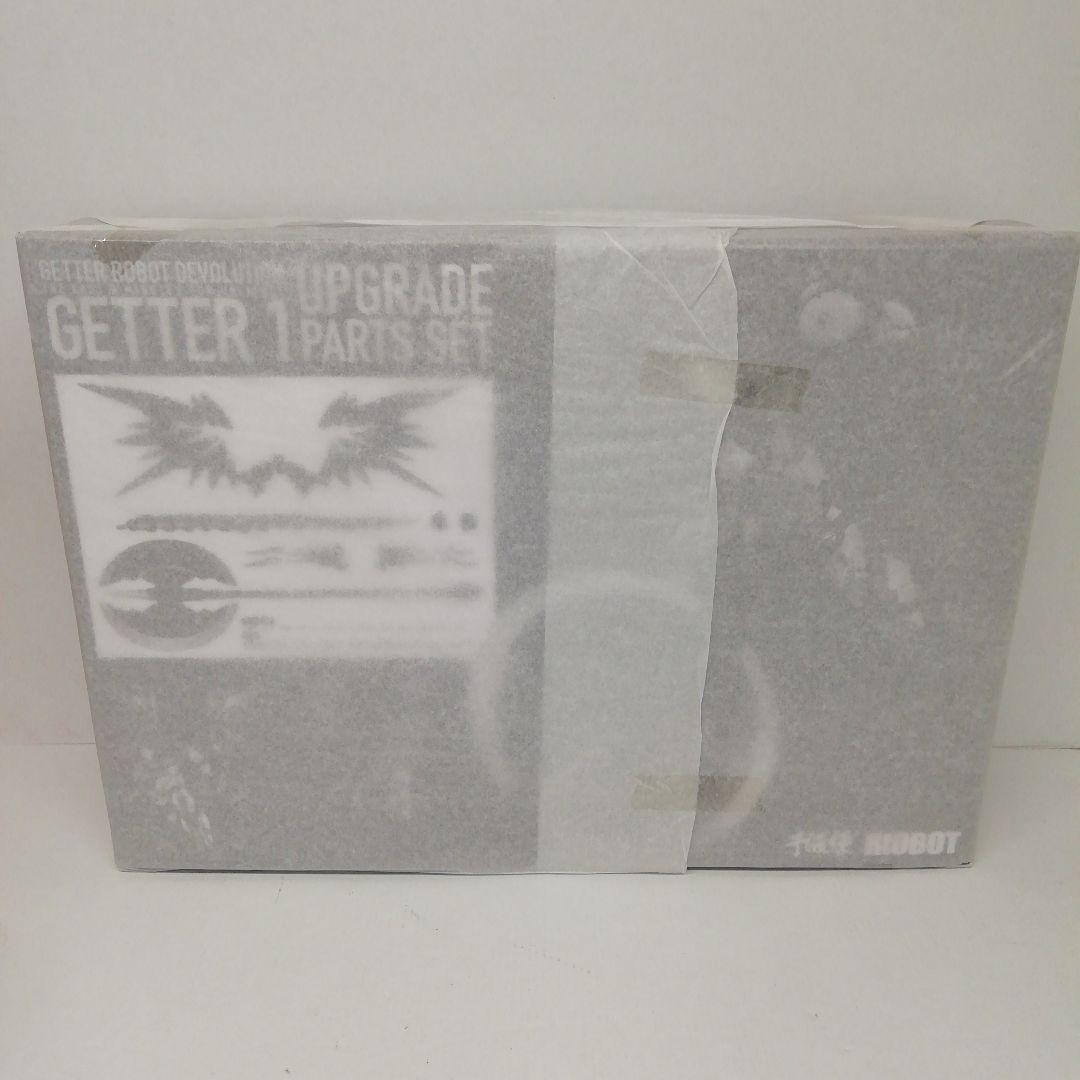 GETTER ROBOT DEVOLUTION
GETTER 1 UPGRADE
PARTS SET
千値練 RIOBOT